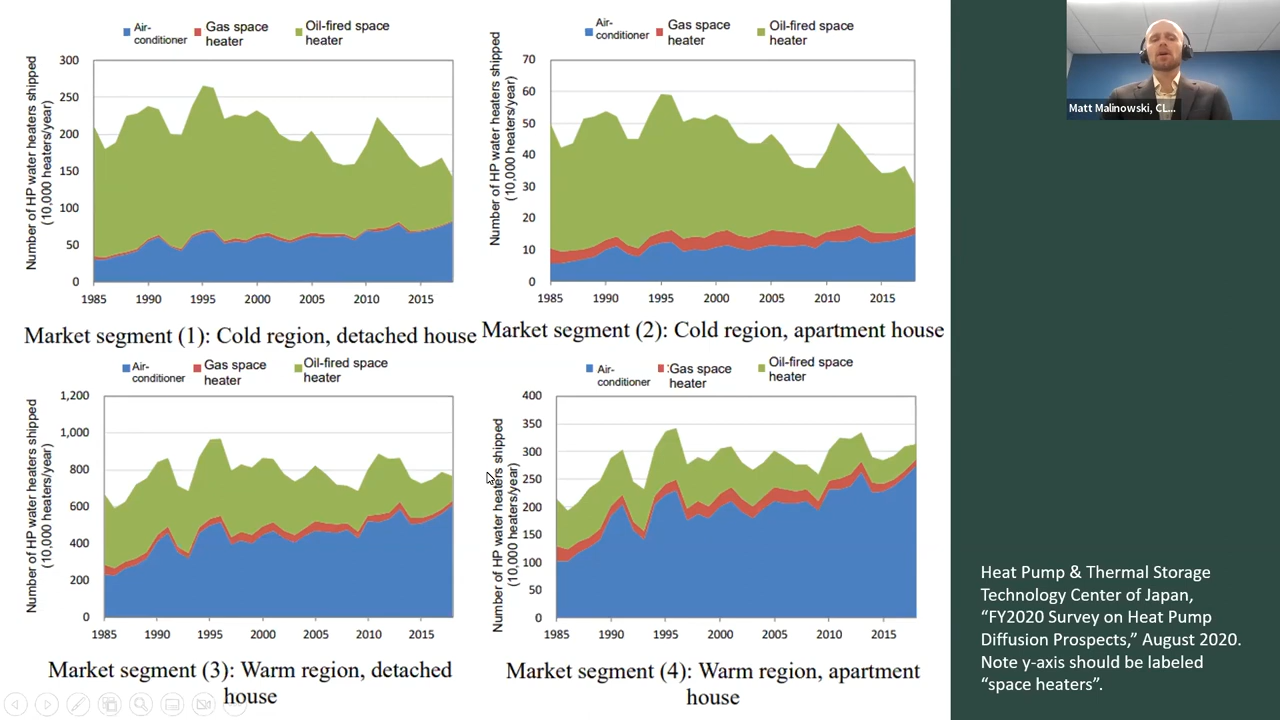 Air-
conditioner
Gas space
heater
Oil-fired space
heater
Number of HP water heaters shipped
(10,000 heaters/year)
300
250
200
150
100
50
0
1985
1990
1995
2000
2005
2010
2015
Market segment (1): Cold region, detached house
Air-
conditioner
Gas space
heater
Oil-fired space
heater
Number of HP water heaters shipped
(10,000 heaters/year)
70
60
50
40
30
20
10
0
1985
1990
1995
2000
2005
2010
2015
Market segment (2): Cold region, apartment house
Air-
conditioner
Gas space
heater
Oil-fired space
heater
Number of HP water heaters shipped
(10,000 heaters/year)
1,200
1,000
800
600
400
200
0
1985
1990
1995
2000
2005
2010
2015
Market segment (3): Warm region, detached
house
Air-
conditioner
Gas space
heater
Oil-fired space
heater
Number of HP water heaters shipped
(10,000 heaters/year)
400
350
300
250
200
150
100
50
0
1985
1990
1995
2000
2005
2010
2015
Market segment (4): Warm region, apartment
house
Matt Malinowski, CL...
Heat Pump & Thermal Storage
Technology Center of Japan,
“FY2020 Survey on Heat Pump
Diffusion Prospects,” August 2020.
Note y-axis should be labeled
“space heaters”.